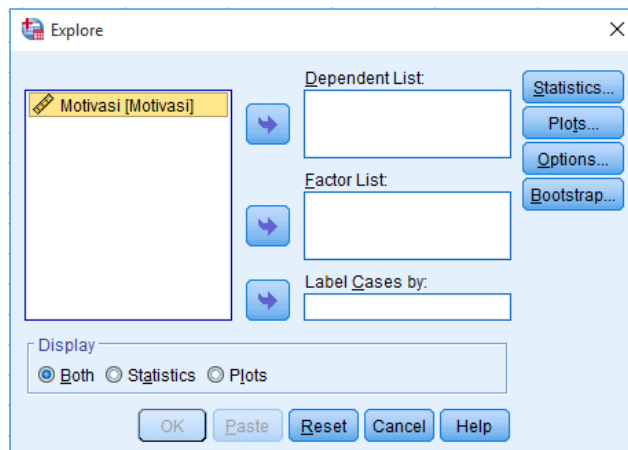 Explore
Motivasi [Motivasi]
Dependent List:
Factor List:
Label Cases by:
Statistics...
Plots...
Options...
Bootstrap...
Display
Both Statistics Plots
OK Paste Reset Cancel Help